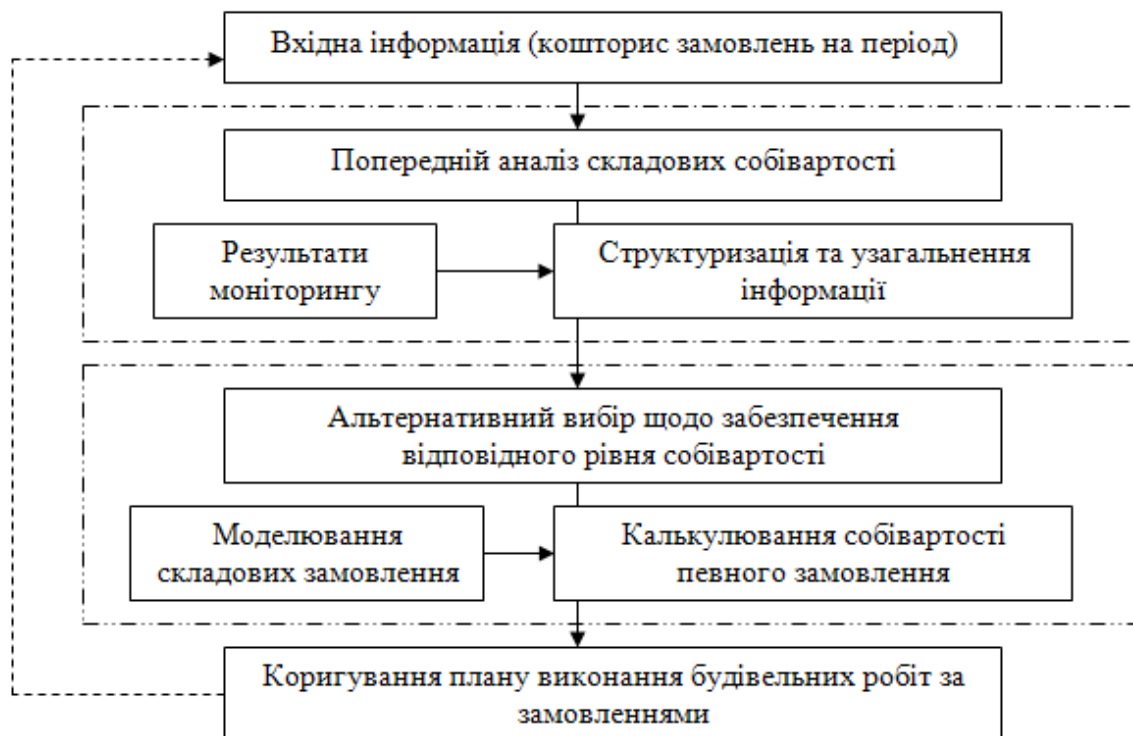 Вхідна інформація (кошторис замовлень на період)
Попередній аналіз складових собівартості
Результати
моніторингу
Структуризація та узагальнення
інформації
Альтернативний вибір щодо забезпечення
відповідного рівня собівартості
Моделювання
складових замовлення
Калькулювання собівартості
певного замовлення
Коригування плану виконання будівельних робіт за
замовленнями